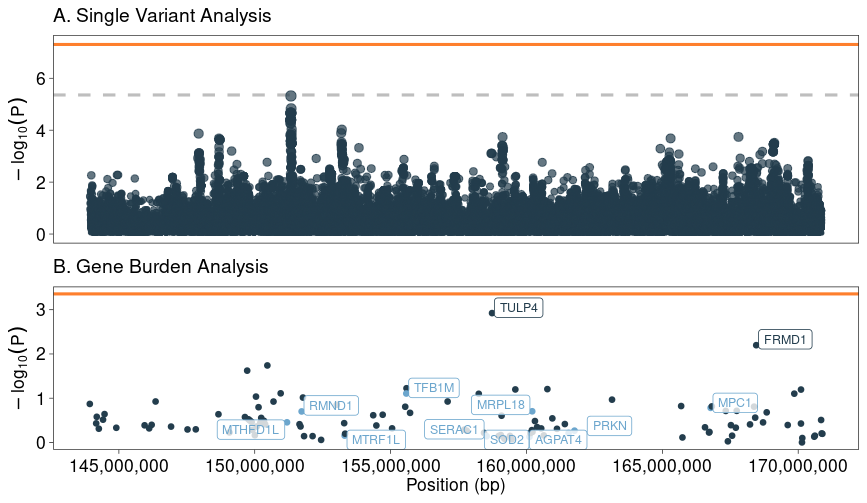 A. Single Variant Analysis
− log10(P)
6
4
2
0
B. Gene Burden Analysis
− log10(P)
3
2
1
0
TULP4
FRMD1
TFB1M
RMND1
MRPL18
MPC1
MTHFD1L
SERAC1
PRKN
MTRF1L
SOD2
AGPAT4
145,000,000 150,000,000 155,000,000 160,000,000 165,000,000 170,000,000
Position (bp)